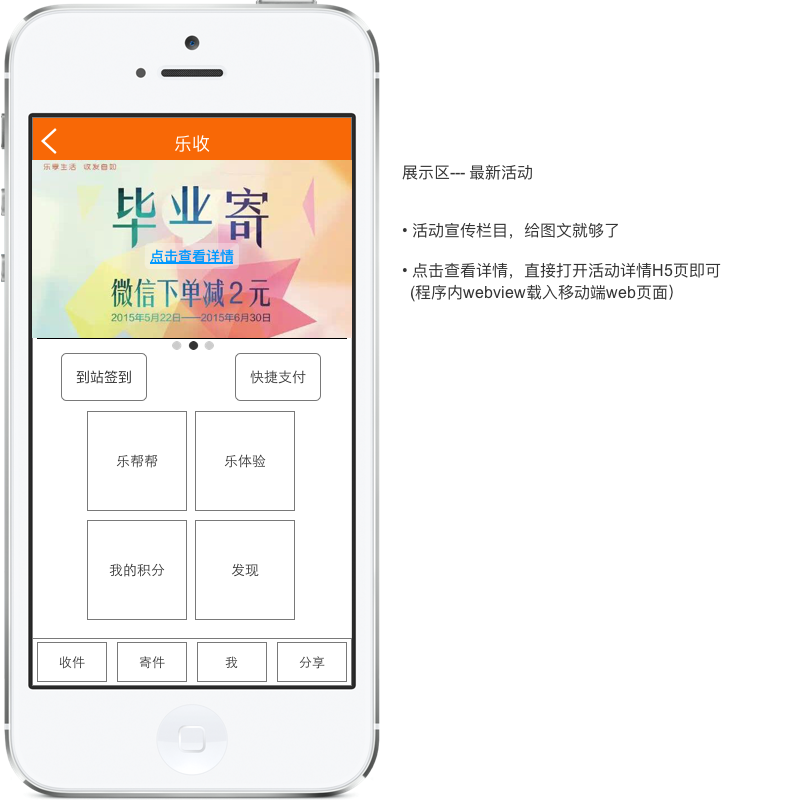 乐收
乐享生活 收发自如
毕业寄
点击查看详情
微信下单减2元
2015年5月22日——2015年6月30日
到站签到
快捷支付
乐帮帮
乐体验
我的积分
发现
收件
寄件
我
分享
展示区--- 最新活动
• 活动宣传栏目，给图文就够了
• 点击查看详情，直接打开活动详情H5页即可
(程序内webview载入移动端web页面）